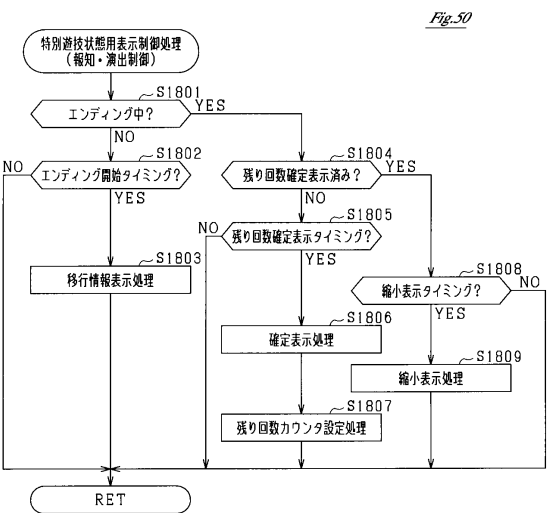 Fig.50
特別遊技状態用表示制御処理
(報知・演出制御)
S1801
エンディング中?
YES
NO
S1802
NO
エンディング開始タイミング?
YES
S1804
残り回数確定表示済み?
YES
NO
S1805
NO
残り回数確定表示タイミング?
YES
S1803
移行情報表示処理
S1808
縮小表示タイミング?
NO
YES
S1806
確定表示処理
S1809
縮小表示処理
S1807
残り回数カウンタ設定処理
RET